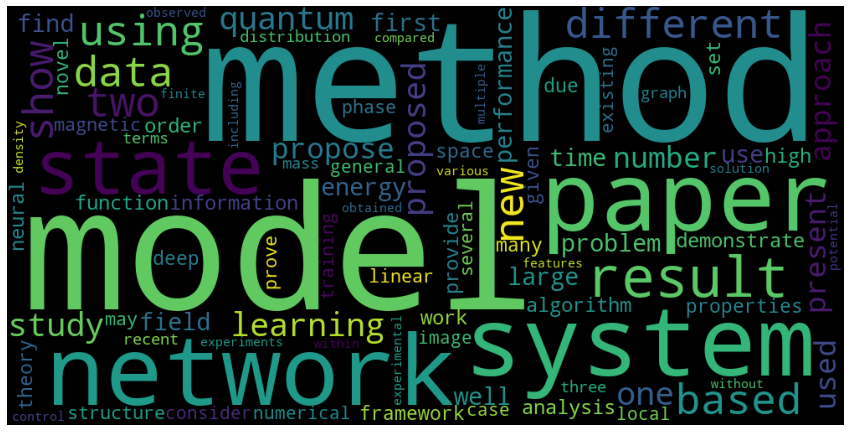 observed
find
using
quantum
first
different
distribution
compared
novel
data
show
two
method
finite
including
phase
proposed
performance
multiple
existing
graph
set
due
approach
magnetic
order
terms
propose
density
state
mass
general
space
various
new
given
time
number
use
high
solution
function
information
energy
obtained
neural
model
paper
deep
prove
training
linear
provide
several
many
features
problem
demonstrate
large
result
present
potential
study
may
field
learning
work
algorithm
properties
recent
experiments
within
experimental
image
system
theory
network
well
three
one
without
based
used
control
structure
consider
numerical
framework
case
analysis
local